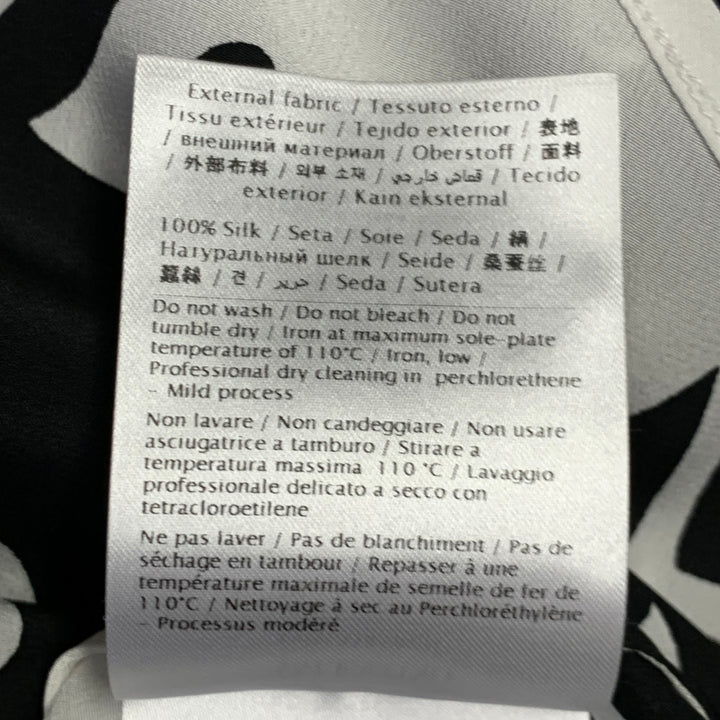 External fabric / Tessuto esterno /
Tissu extérieur / Tejido exterior / 表地
/ внешний материал / Oberstoff / 面料
/ 外部布料 / 외부 소재 / قماش خارجي / Tecido
exterior / Kain eksternal
100% Silk / Seta / Soie / Seda / 絹 /
Натуральный шелк / Seide / 桑蚕丝 /
蠶絲 / 견 / حرير / Seda / Sutera
Do not wash / Do not bleach / Do not
tumble dry / Iron at maximum sole-plate
temperature of 110°C / Iron, low /
Professional dry cleaning in perchlorethene
- Mild process
Non lavare / Non candeggiare / Non usare
asciugatrice a tamburo / Stirare a
temperatura massima 110 °C / Lavaggio
professionale delicato a secco con
tetracloroetilene
Ne pas laver / Pas de blanchiment / Pas de
séchage en tambour / Repasser à une
température maximale de semelle de fer de
110°C / Nettoyage à sec au Perchloréthylène
- Processus modéré